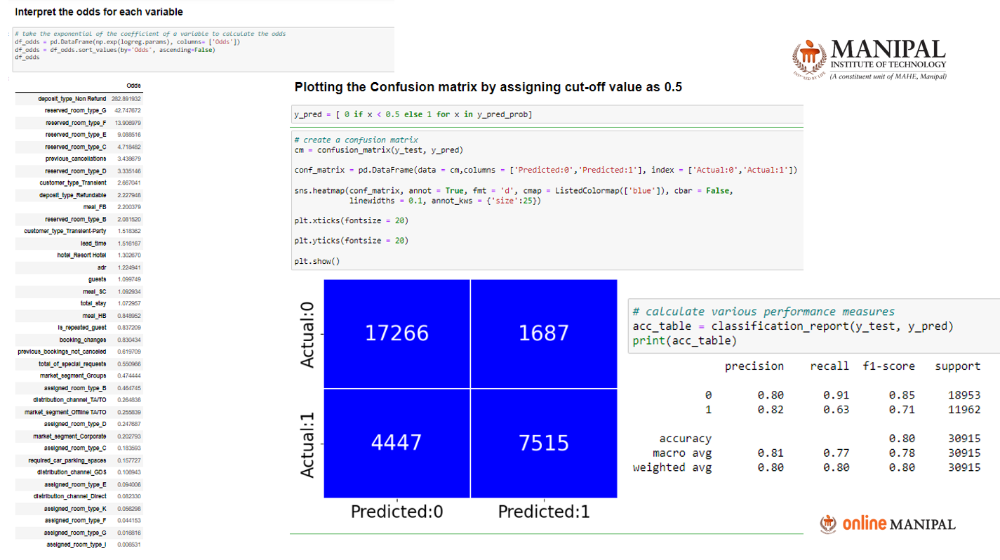 Interpret the odds for each variable
# take the exponential of the coefficient of a variable to calculate the odds
df_odds = pd.DataFrame(np.exp(logreg.params), columns= ['Odds'])
df_odds = df_odds.sort_values(by='Odds', ascending=False)
df_odds
Odds
deposit_type_Non Refund 282.891932
reserved_room_type_G 42.747672
reserved_room_type_F 13.906979
reserved_room_type_E 9.088516
reserved_room_type_C 4.718482
previous_cancellations 3.438679
reserved_room_type_D 3.335146
customer_type_Transient 2.667041
deposit_type_Refundable 2.227948
meal_FB 2.200379
reserved_room_type_B 2.081520
customer_type_Transient-Party 1.518362
lead_time 1.516167
hotel_Resort Hotel 1.302670
adr 1.224941
guests 1.099749
meal_SC 1.092934
total_stay 1.072957
meal_HB 0.848952
is_repeated_guest 0.837209
booking_changes 0.630434
previous_bookings_not_canceled 0.619709
total_of_special_requests 0.550966
market_segment_Groups 0.474444
assigned_room_type_B 0.464745
distribution_channel_TA/TO 0.264838
market_segment_Offline TA/TO 0.255839
assigned_room_type_D 0.247687
market_segment_Corporate 0.202793
assigned_room_type_C 0.183593
required_car_parking_spaces 0.157727
distribution_channel_GDS 0.106943
assigned_room_type_E 0.094006
distribution_channel_Direct 0.082330
assigned_room_type_K 0.056298
assigned_room_type_F 0.044153
assigned_room_type_G 0.016816
assigned_room_type_I 0.006531
MANIPAL
INSTITUTE OF TECHNOLOGY
(A constituent unit of MAHE, Manipal)
INSPIRED BY LIFE
Plotting the Confusion matrix by assigning cut-off value as 0.5
y_pred = [ 0 if x < 0.5 else 1 for x in y_pred_prob]
# create a confusion matrix
cm = confusion_matrix(y_test, y_pred)
conf_matrix = pd.DataFrame(data = cm,columns = ['Predicted:0','Predicted:1'], index = ['Actual:0','Actual:1'])
sns.heatmap(conf_matrix, annot = True, fmt = 'd', cmap = ListedColormap(['blue']), cbar = False,
linewidths = 0.1, annot_kws = {'size':25})
plt.xticks(fontsize = 20)
plt.yticks(fontsize = 20)
plt.show()
Actual:0 17266 1687
Actual:1 4447 7515
Predicted:0 Predicted:1
# calculate various performance measures
acc_table = classification_report(y_test, y_pred)
print(acc_table)
precision recall f1-score support
0 0.80 0.91 0.85 18953
1 0.82 0.63 0.71 11962
accuracy 0.80 30915
macro avg 0.81 0.77 0.78 30915
weighted avg 0.80 0.80 0.80 30915
online MANIPAL